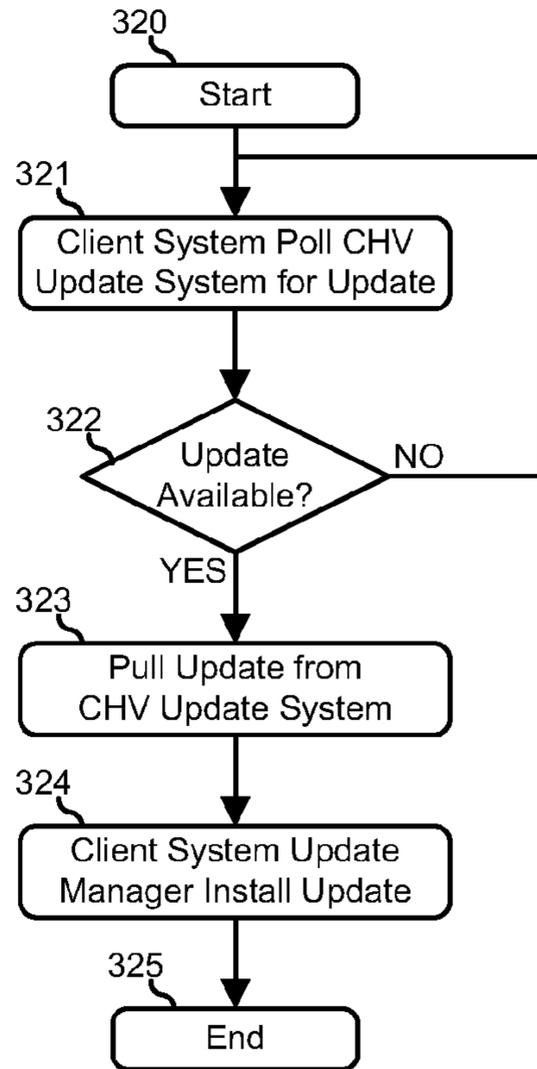 320
Start
321
Client System Poll CHV
Update System for Update
322
Update
Available?
NO
YES
323
Pull Update from
CHV Update System
324
Client System Update
Manager Install Update
325
End